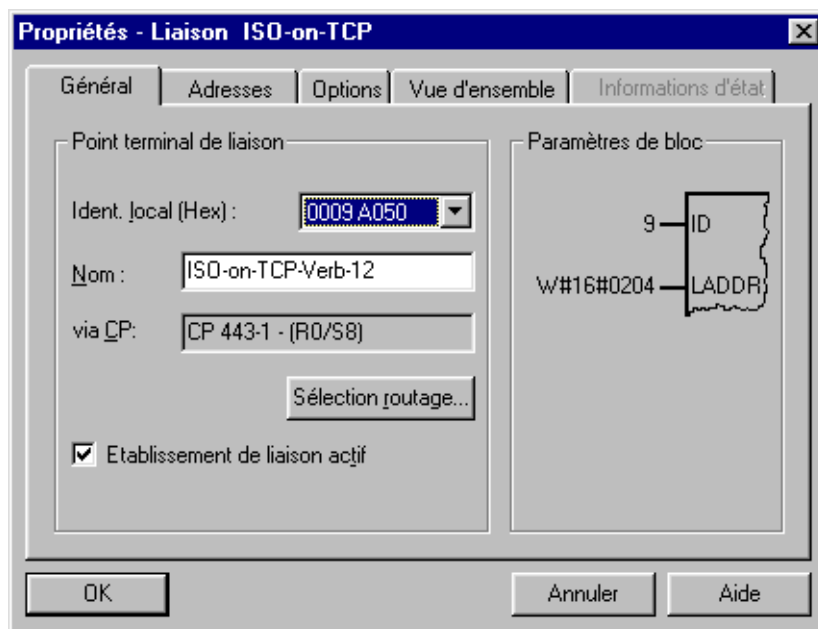 Propriétés - Liaison ISO-on-TCP
Général
Adresses
Options
Vue d'ensemble
Informations d'état
Point terminal de liaison
Ident. local (Hex) :
0009 A050
Nom :
ISO-on-TCP-Verb-12
via CP:
CP 443-1 - (R0/S8)
Sélection routage...
Etablissement de liaison actif
Paramètres de bloc
9
ID
W#16#0204
LADDR
OK
Annuler
Aide